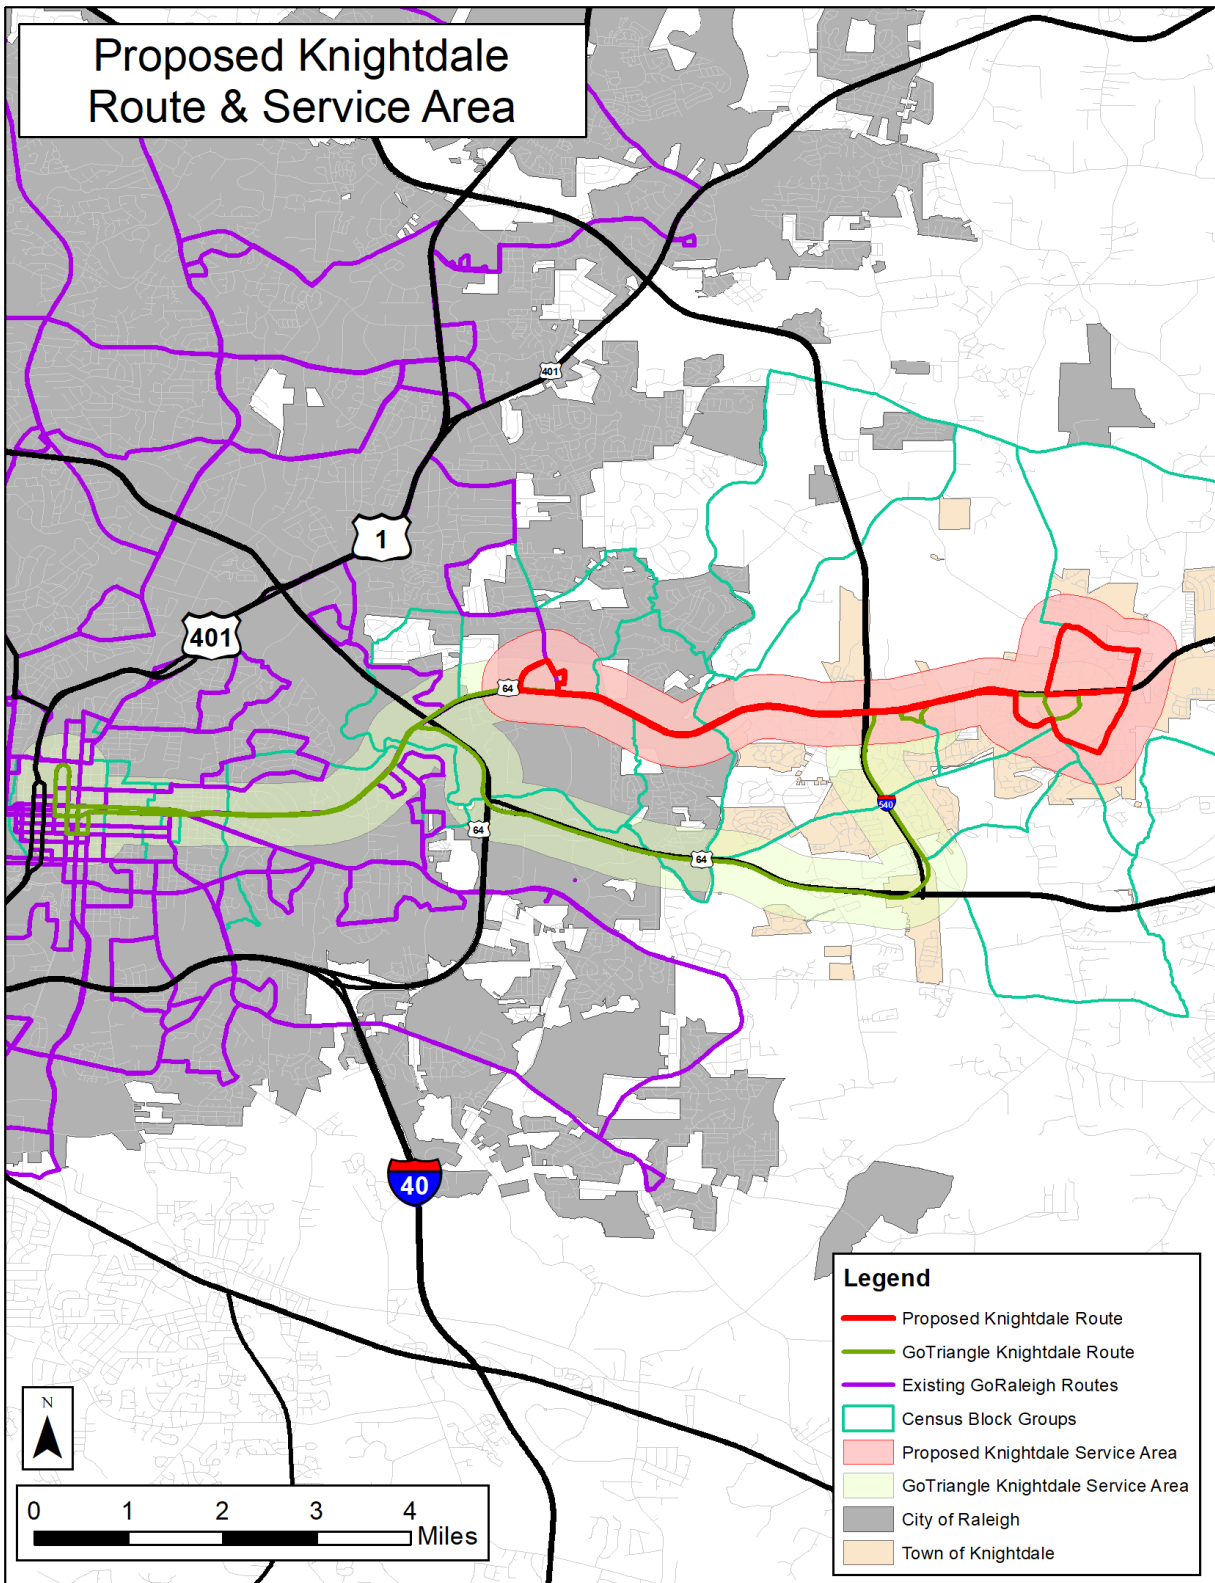 Proposed Knightdale
Route & Service Area
401
1
401
64
540
64
64
40
Legend
Proposed Knightdale Route
GoTriangle Knightdale Route
Existing GoRaleigh Routes
Census Block Groups
Proposed Knightdale Service Area
GoTriangle Knightdale Service Area
City of Raleigh
Town of Knightdale
N
0 1 2 3 4
Miles